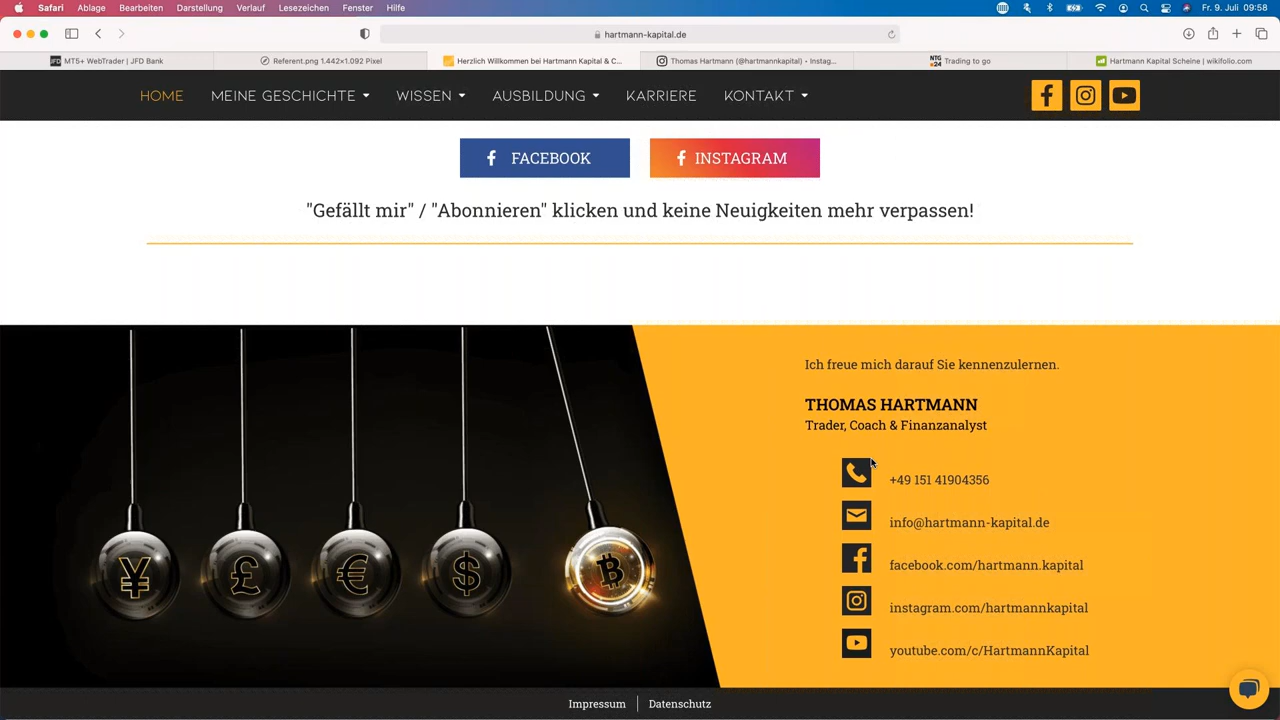 Safari Ablage Bearbeiten Darstellung Verlauf Lesezeichen Fenster Hilfe Fr. 9. Juli 09:58
hartmann-kapital.de
JFD MT5+ WebTrader | JFD Bank
Referent.png 1.442×1.092 Pixel
Herzlich Willkommen bei Hartmann Kapital & C...
Thomas Hartmann (@hartmannkapital) • Instag...
NTG24 Trading to go
Hartmann Kapital Scheine | wikifolio.com
HOME MEINE GESCHICHTE WISSEN AUSBILDUNG KARRIERE KONTAKT
FACEBOOK INSTAGRAM
"Gefällt mir" / "Abonnieren" klicken und keine Neuigkeiten mehr verpassen!
Ich freue mich darauf Sie kennenzulernen.
THOMAS HARTMANN
Trader, Coach & Finanzanalyst
+49 151 41904356
info@hartmann-kapital.de
facebook.com/hartmann.kapital
instagram.com/hartmannkapital
youtube.com/c/HartmannKapital
¥ £ € $ ₿
Impressum | Datenschutz